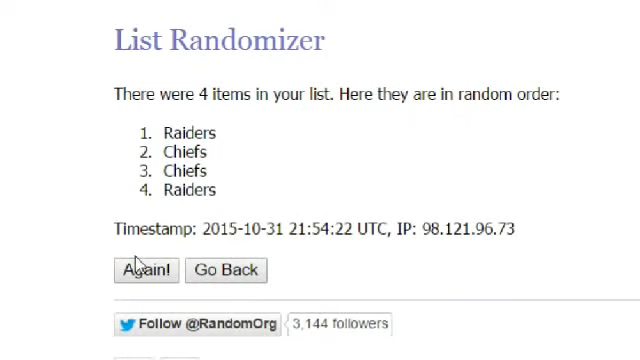 List Randomizer
There were 4 items in your list. Here they are in random order:
1. Raiders
2. Chiefs
3. Chiefs
4. Raiders
Timestamp: 2015-10-31 21:54:22 UTC, IP: 98.121.96.73
Again! Go Back
Follow @RandomOrg 3,144 followers